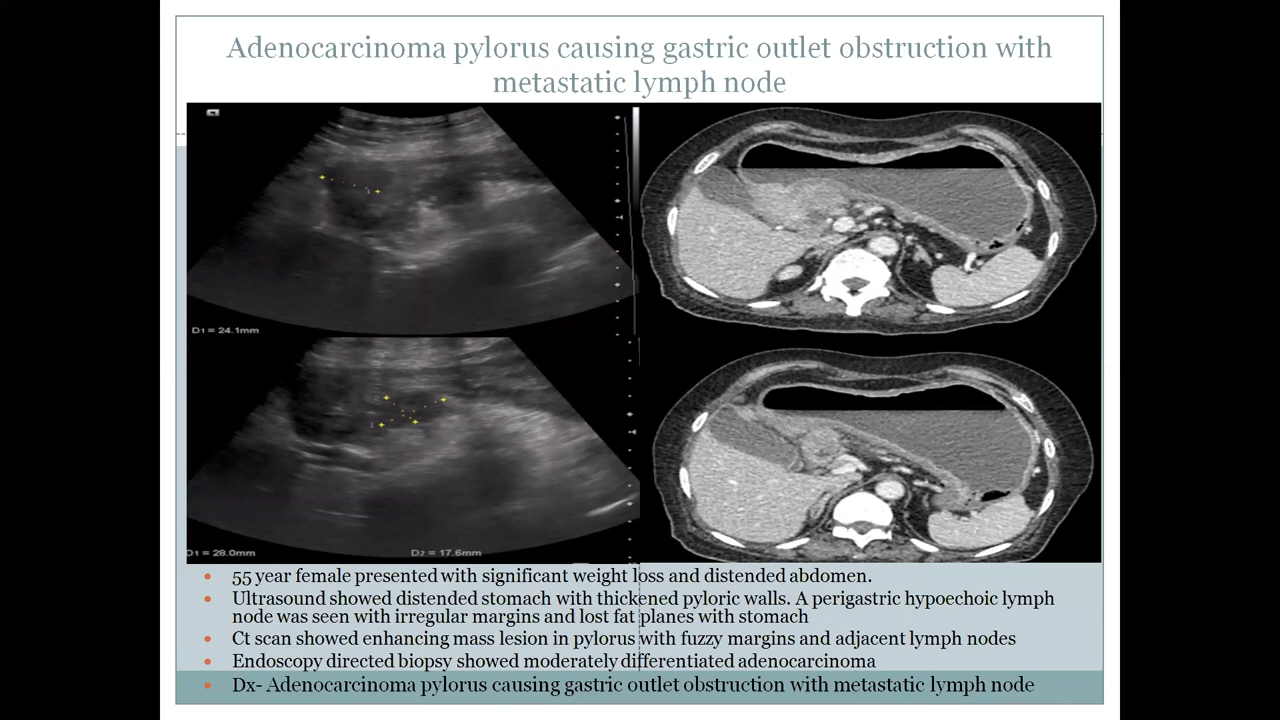 Adenocarcinoma pylorus causing gastric outlet obstruction with
metastatic lymph node
D1 = 24.1mm
D1 = 28.0mm D2 = 17.6mm
• 55 year female presented with significant weight loss and distended abdomen.
• Ultrasound showed distended stomach with thickened pyloric walls. A perigastric hypoechoic lymph
node was seen with irregular margins and lost fat planes with stomach
• Ct scan showed enhancing mass lesion in pylorus with fuzzy margins and adjacent lymph nodes
• Endoscopy directed biopsy showed moderately differentiated adenocarcinoma
• Dx- Adenocarcinoma pylorus causing gastric outlet obstruction with metastatic lymph node